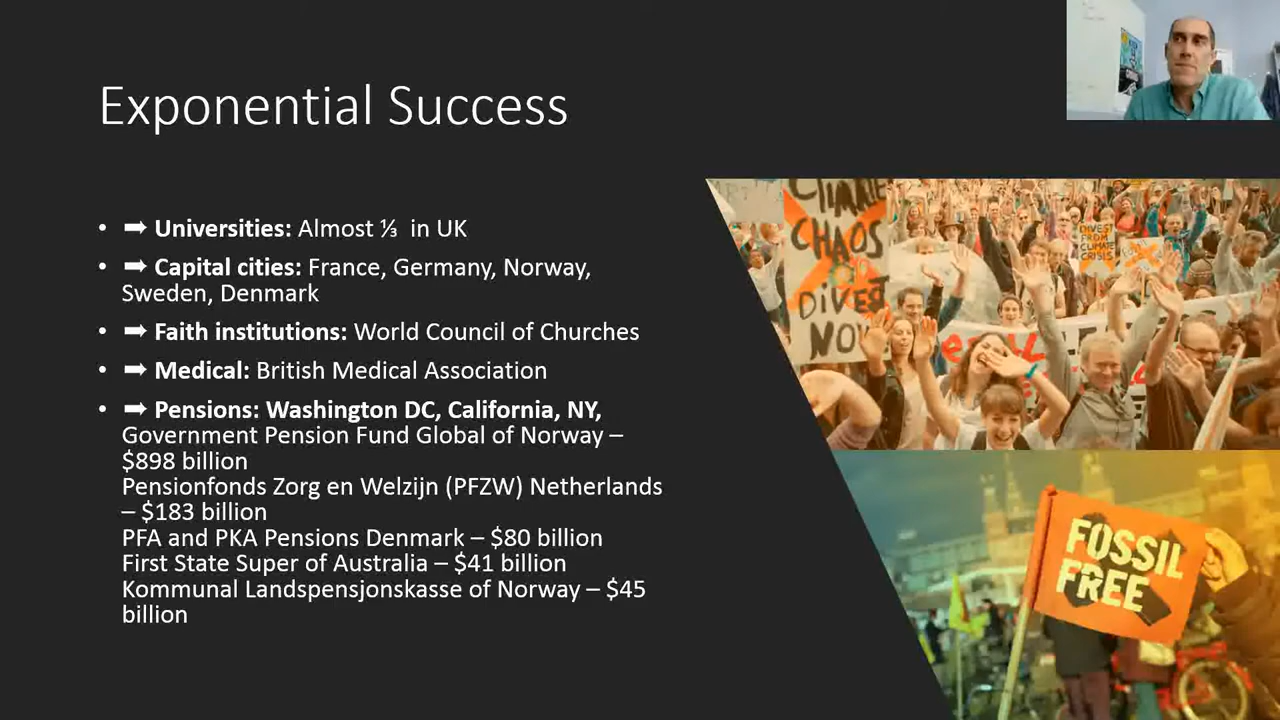 Exponential Success
• ➡ Universities: Almost ⅓ in UK
• ➡ Capital cities: France, Germany, Norway,
Sweden, Denmark
• ➡ Faith institutions: World Council of Churches
• ➡ Medical: British Medical Association
• ➡ Pensions: Washington DC, California, NY,
Government Pension Fund Global of Norway –
$898 billion
Pensionfonds Zorg en Welzijn (PFZW) Netherlands
– $183 billion
PFA and PKA Pensions Denmark – $80 billion
First State Super of Australia – $41 billion
Kommunal Landspensjonskasse of Norway – $45
billion
CLIMATE
CHAOS
DIVEST
NOW
DIVEST
FROM
CLIMATE
CRISIS
FOSSIL
FREE